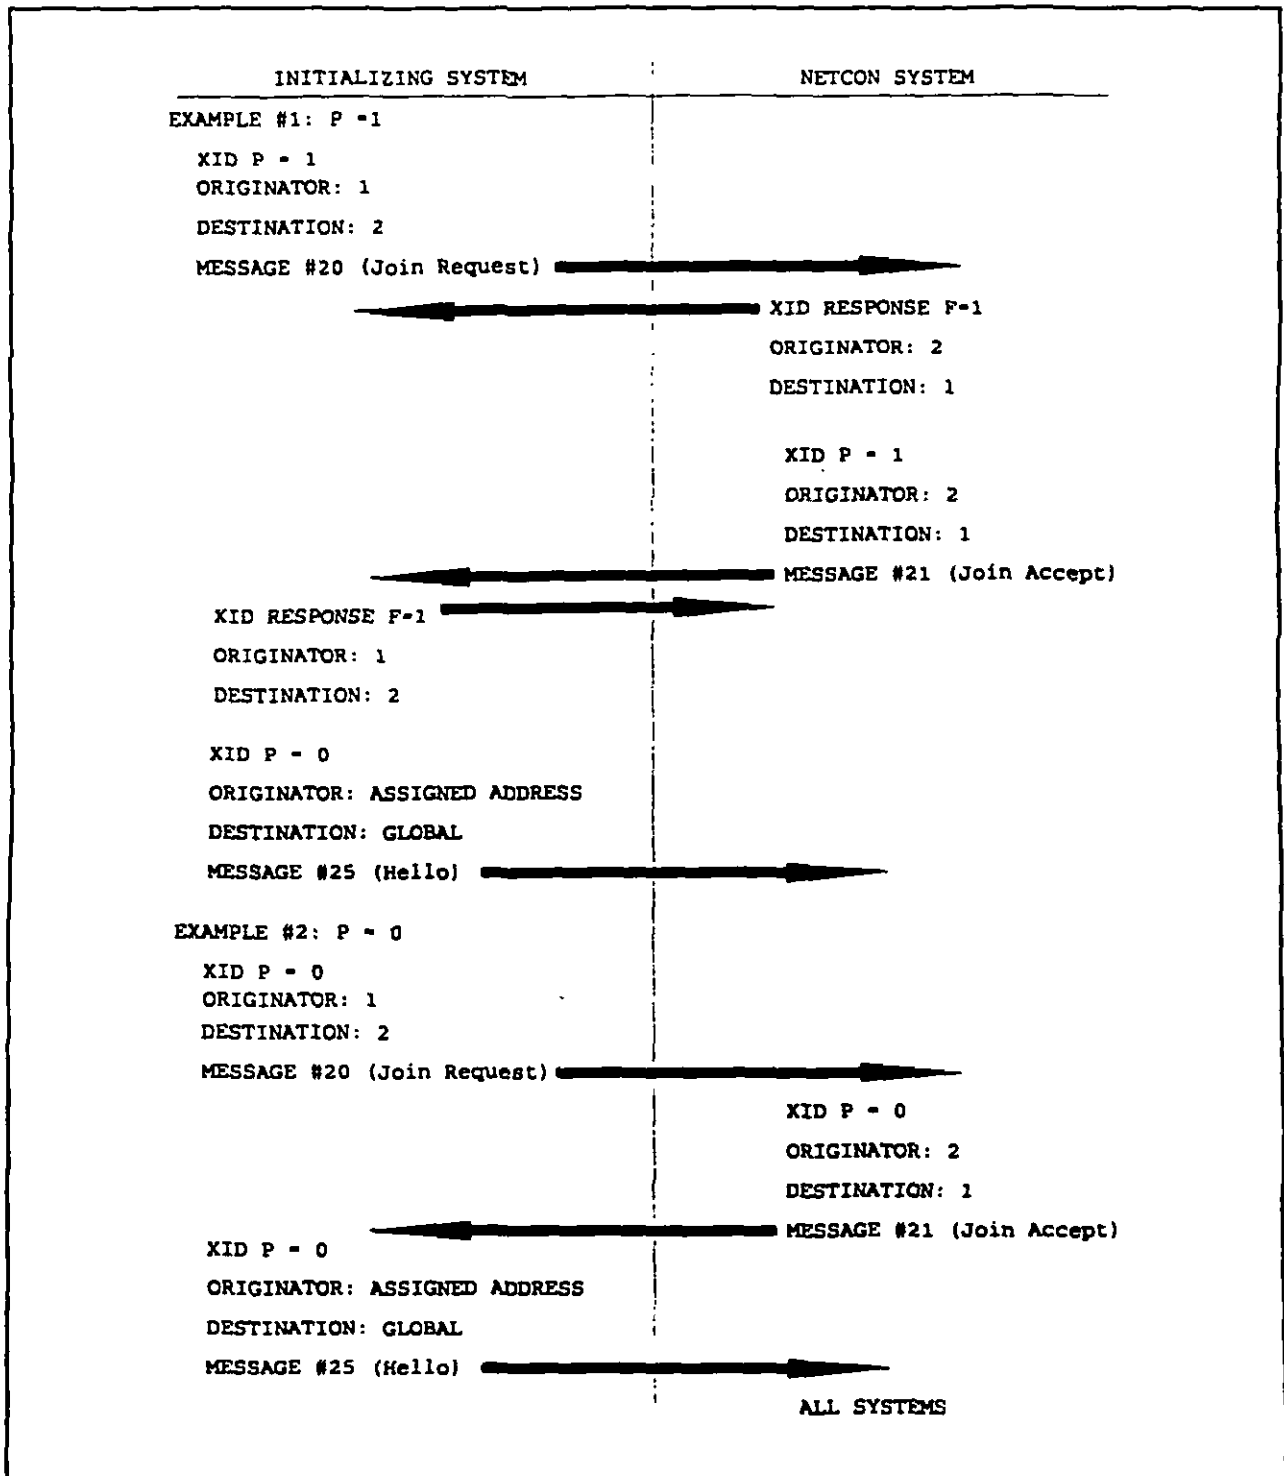 INITIALIZING SYSTEM NETCON SYSTEM
EXAMPLE #1: P =1
XID P = 1
ORIGINATOR: 1
DESTINATION: 2
MESSAGE #20 (Join Request)
XID RESPONSE F=1
ORIGINATOR: 2
DESTINATION: 1
XID P = 1
ORIGINATOR: 2
DESTINATION: 1
MESSAGE #21 (Join Accept)
XID RESPONSE F=1
ORIGINATOR: 1
DESTINATION: 2
XID P = 0
ORIGINATOR: ASSIGNED ADDRESS
DESTINATION: GLOBAL
MESSAGE #25 (Hello)
EXAMPLE #2: P = 0
XID P = 0
ORIGINATOR: 1
DESTINATION: 2
MESSAGE #20 (Join Request)
XID P = 0
ORIGINATOR: 2
DESTINATION: 1
MESSAGE #21 (Join Accept)
XID P = 0
ORIGINATOR: ASSIGNED ADDRESS
DESTINATION: GLOBAL
MESSAGE #25 (Hello)
ALL SYSTEMS